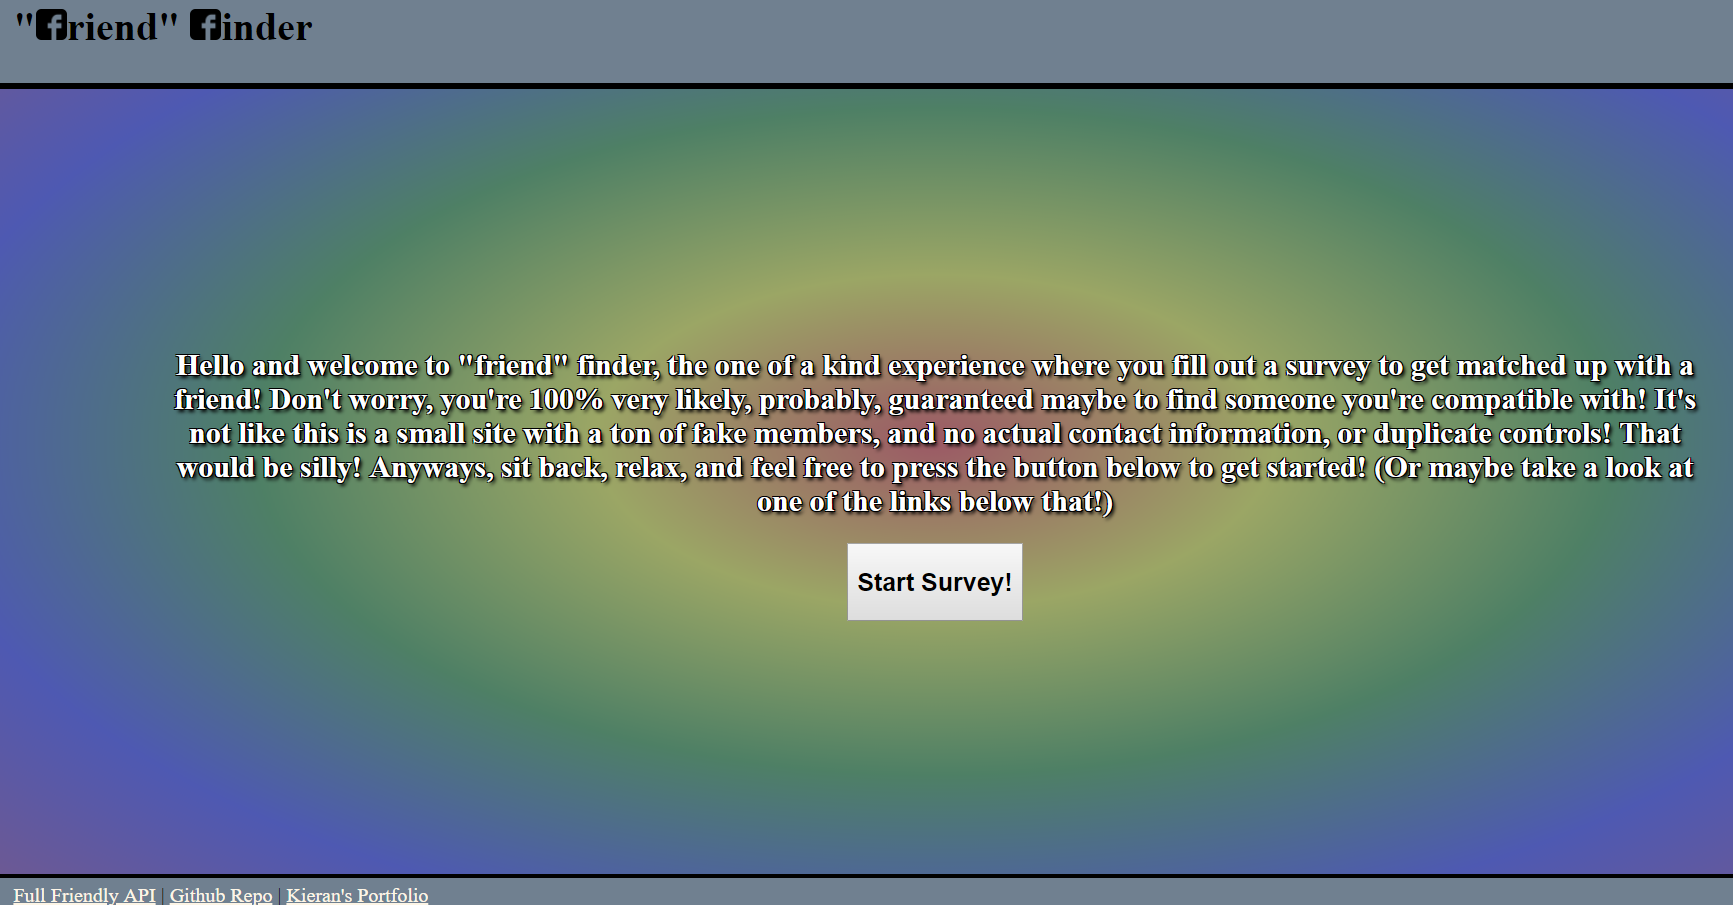 "friend" finder
Hello and welcome to "friend" finder, the one of a kind experience where you fill out a survey to get matched up with a
friend! Don't worry, you're 100% very likely, probably, guaranteed maybe to find someone you're compatible with! It's
not like this is a small site with a ton of fake members, and no actual contact information, or duplicate controls! That
would be silly! Anyways, sit back, relax, and feel free to press the button below to get started! (Or maybe take a look at
one of the links below that!)
Start Survey!
Full Friendly API | Github Repo | Kieran's Portfolio